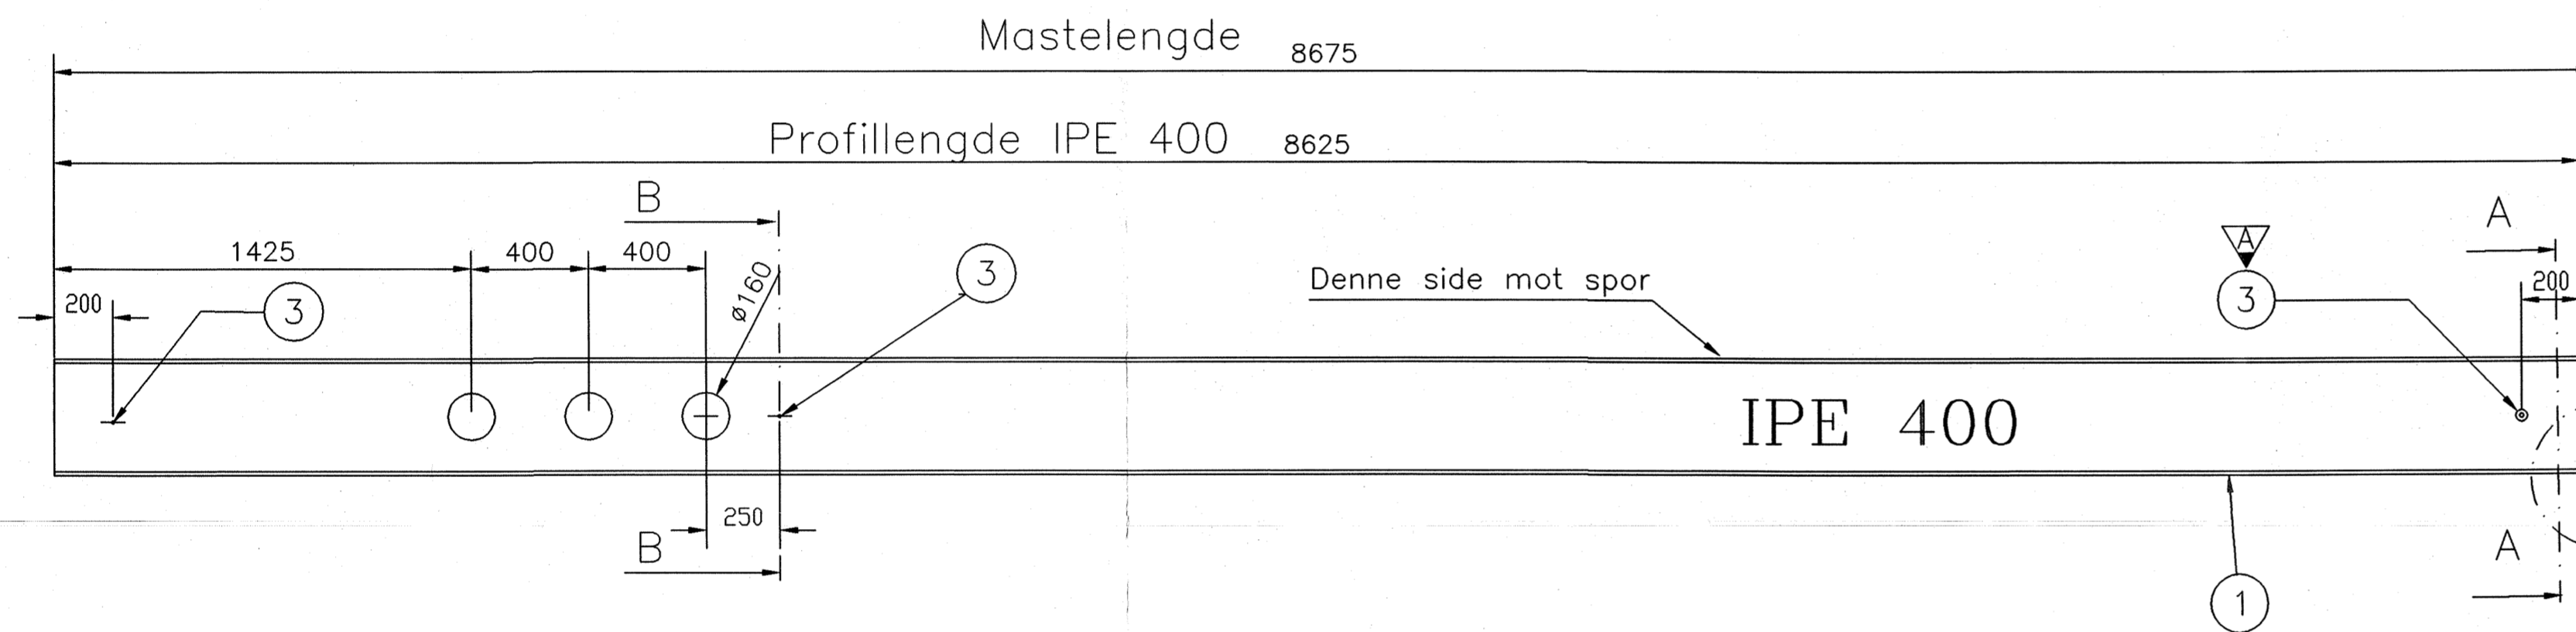 Mastelengde 8675
Profillengde IPE 400 8625
B
A
A
1425
400
400
3
Denne side mot spor
200
200
3
3
ø160
IPE 400
250
B
A
1